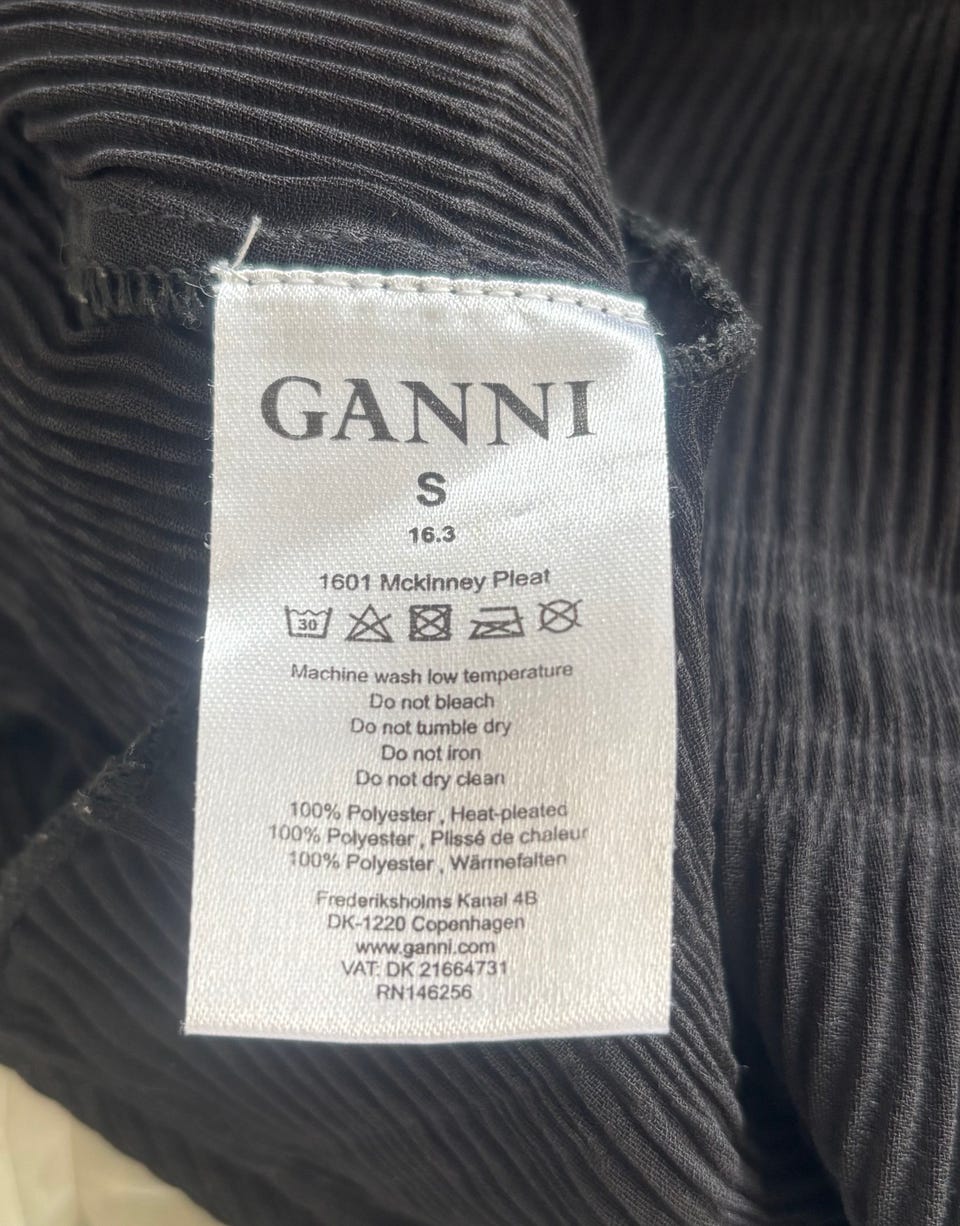 GANNI
S
16.3
1601 Mckinney Pleat
30
Machine wash low temperature
Do not bleach
Do not tumble dry
Do not iron
Do not dry clean
100% Polyester , Heat-pleated
100% Polyester , Plissé de chaleur
100% Polyester , Wärmefalten
Frederiksholms Kanal 4B
DK-1220 Copenhagen
www.ganni.com
VAT: DK 21664731
RN146256